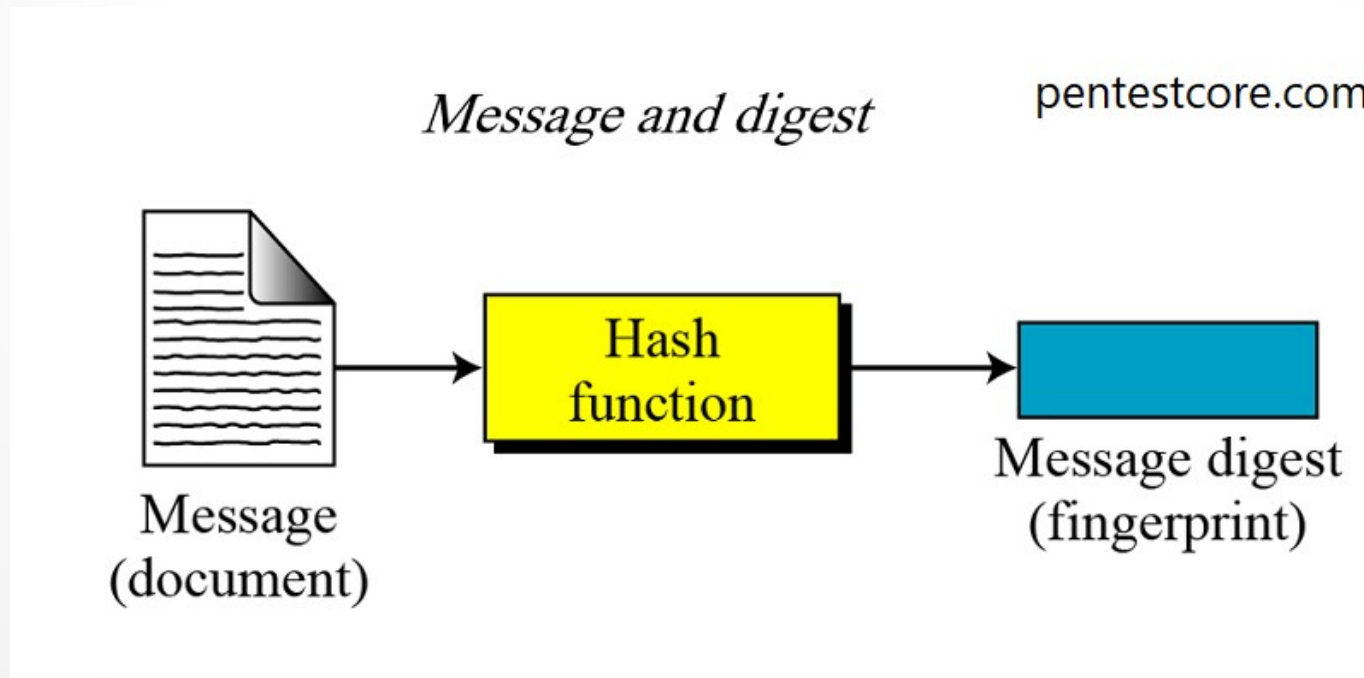 Message and digest
pentestcore.com
Hash
function
Message
(document)
Message digest
(fingerprint)